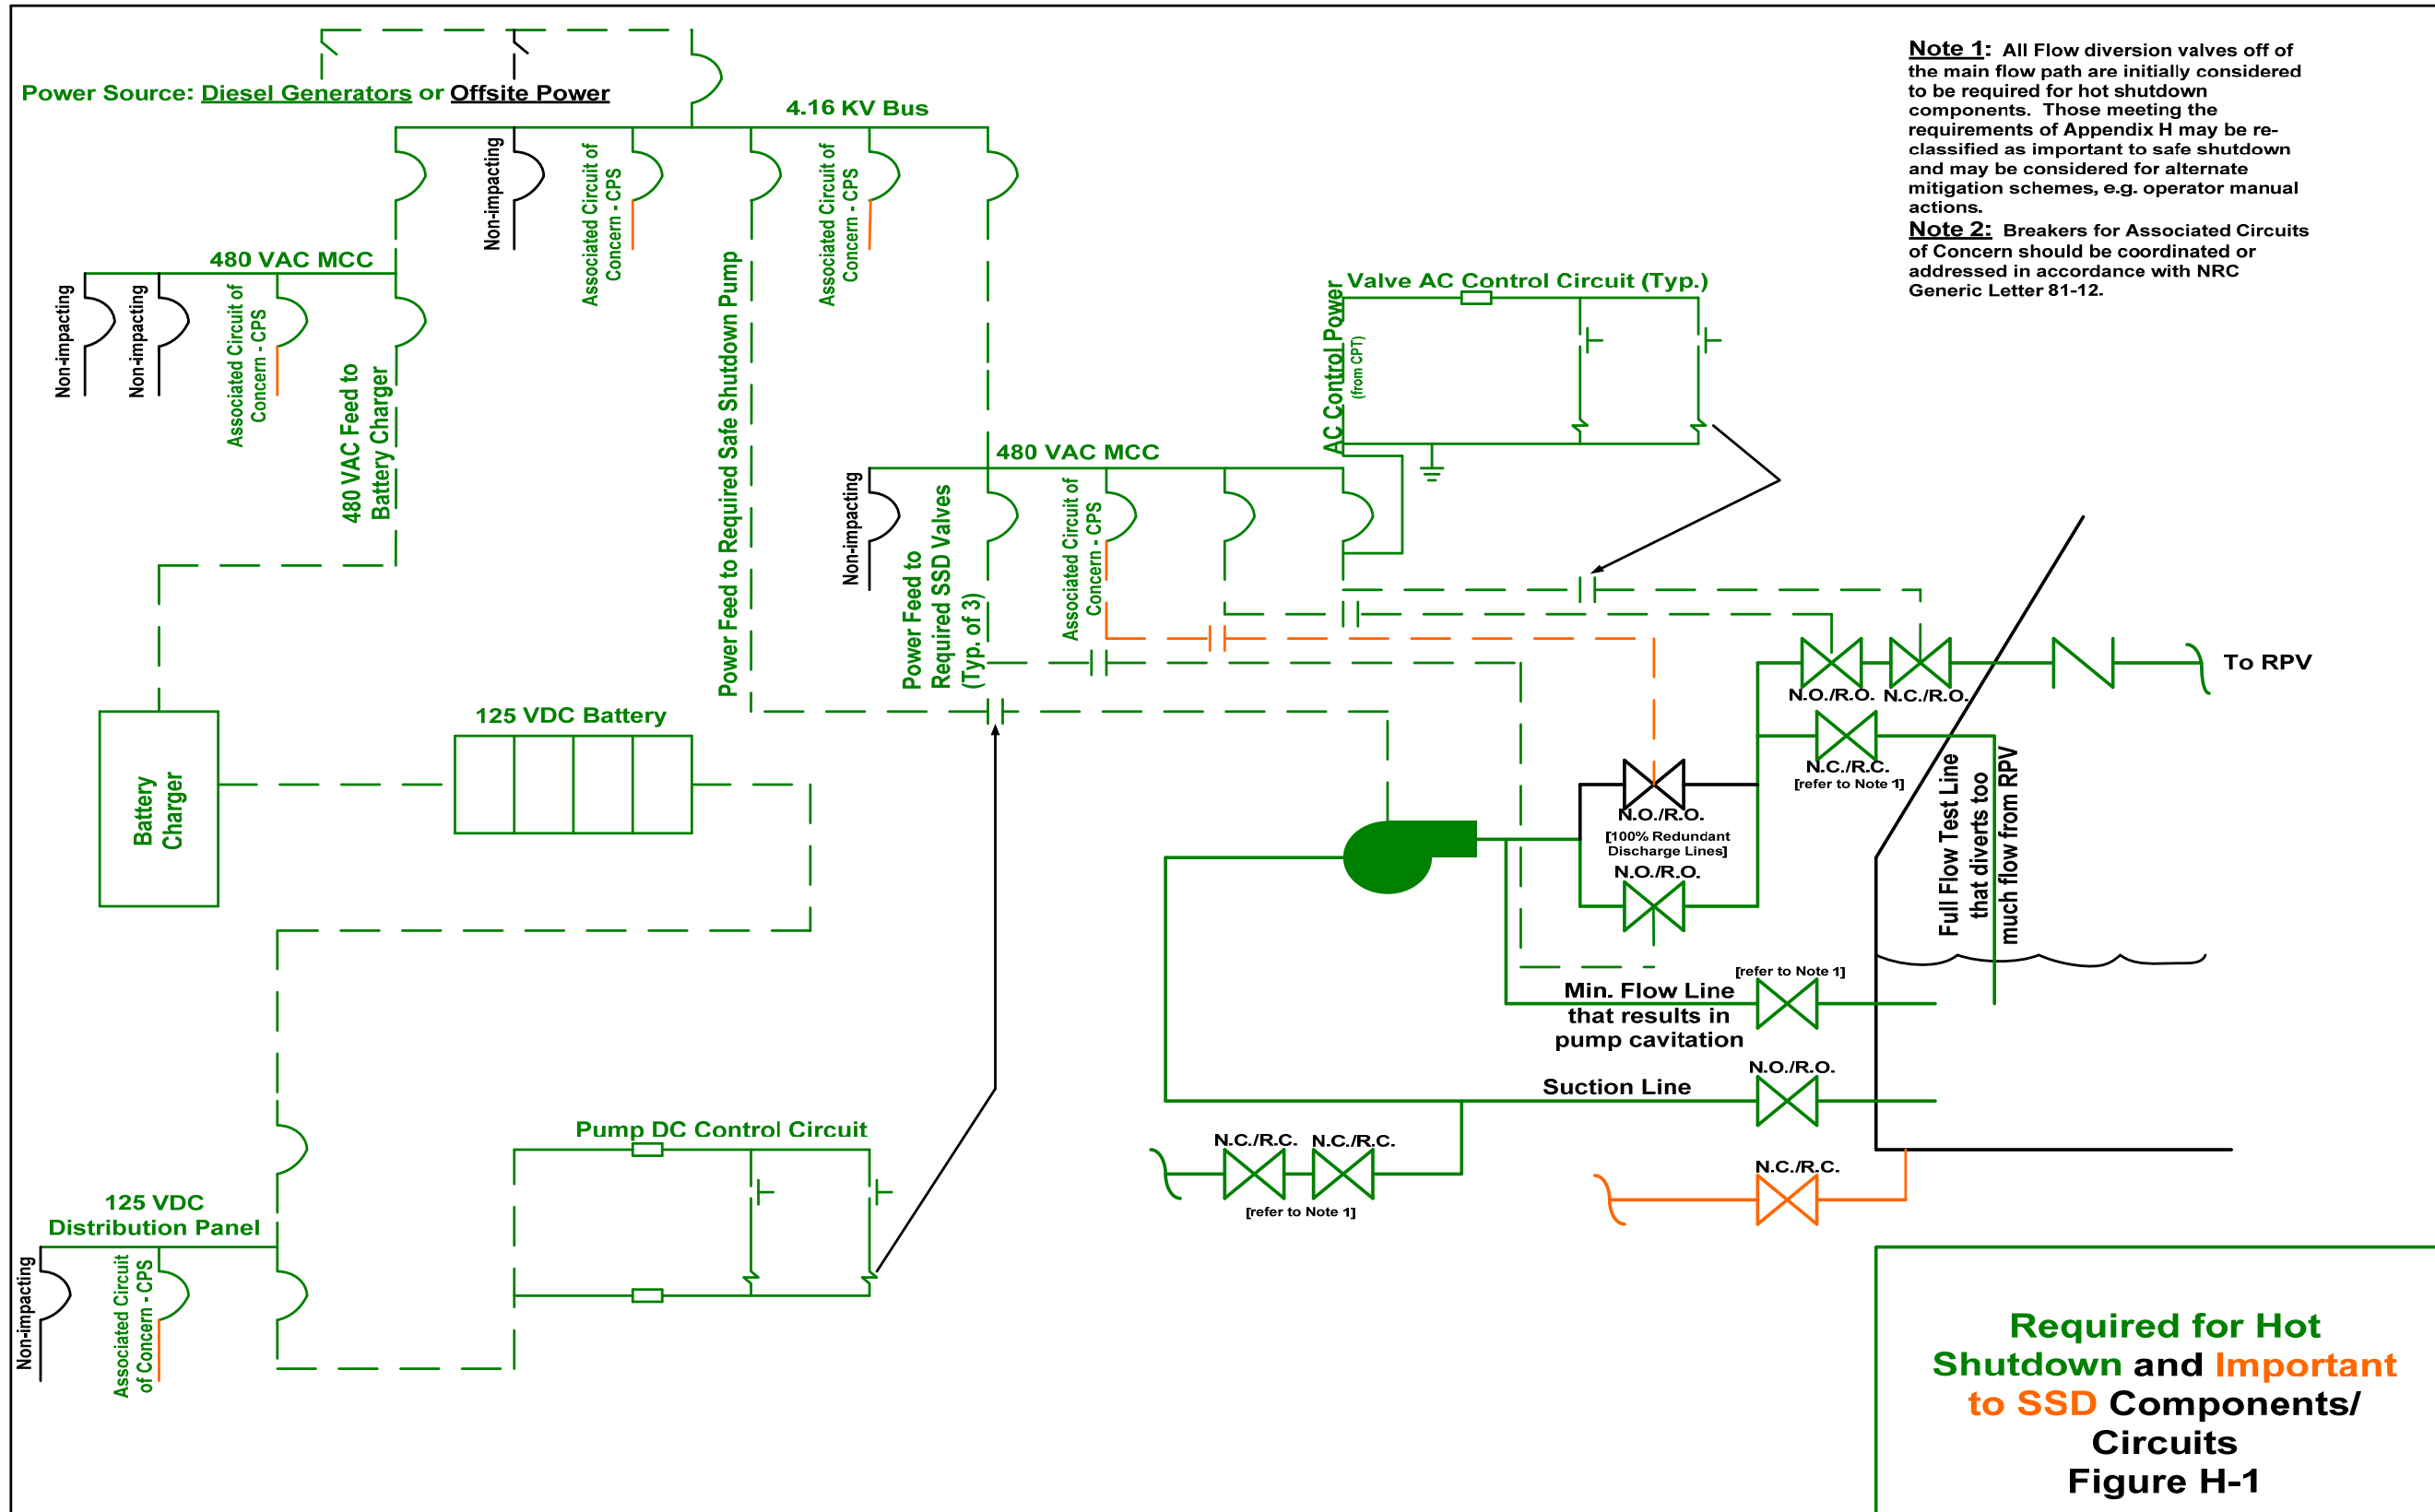 Note 1: All Flow diversion valves off of
the main flow path are initially considered
to be required for hot shutdown
components. Those meeting the
requirements of Appendix H may be re-
classified as important to safe shutdown
and may be considered for alternate
mitigation schemes, e.g. operator manual
actions.
Note 2: Breakers for Associated Circuits
of Concern should be coordinated or
addressed in accordance with NRC
Generic Letter 81-12.
Power Source: Diesel Generators or Offsite Power
4.16 KV Bus
Non-impacting
Associated Circuit of
Concern - CPS
Associated Circuit of
Concern - CPS
480 VAC MCC
Non-impacting
Non-impacting
Associated Circuit of
Concern - CPS
480 VAC Feed to
Battery Charger
Power Feed to Required Safe Shutdown Pump
Valve AC Control Circuit (Typ.)
AC Control Power
(from CPT)
480 VAC MCC
Non-impacting
Power Feed to
Required SSD Valves
(Typ. of 3)
Associated Circuit of
Concern - CPS
To RPV
N.O./R.O.
N.C./R.O.
N.C./R.C.
[refer to Note 1]
Full Flow Test Line
that diverts too
much flow from RPV
125 VDC Battery
Battery
Charger
N.O./R.O.
[100% Redundant
Discharge Lines]
N.O./R.O.
[refer to Note 1]
Min. Flow Line
that results in
pump cavitation
N.O./R.O.
Suction Line
N.C./R.C.
N.C./R.C.
[refer to Note 1]
N.C./R.C.
Pump DC Control Circuit
125 VDC
Distribution Panel
Non-impacting
Associated Circuit
of Concern - CPS
Required for Hot
Shutdown and Important
to SSD Components/
Circuits
Figure H-1